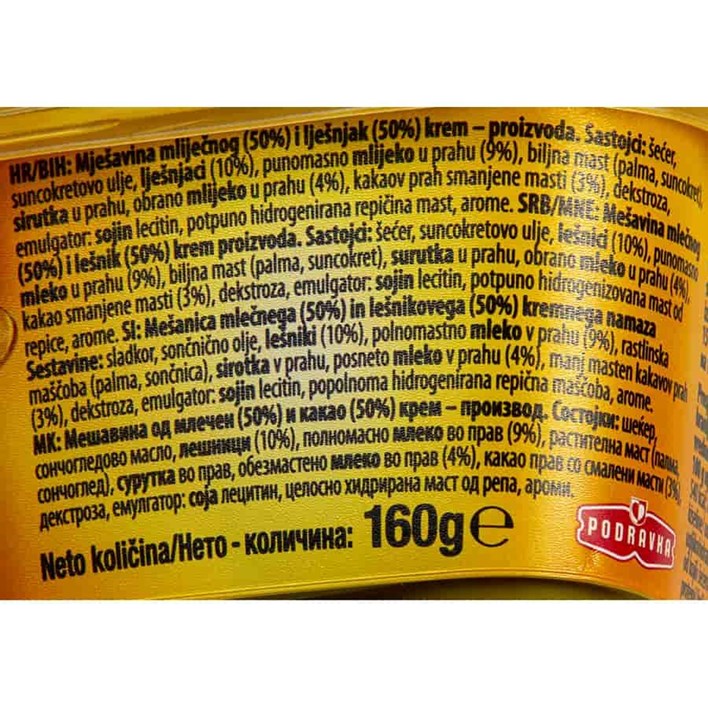 HR/BIH: Mješavina mliječnog (50%) i lješnjak (50%) krem – proizvoda. Sastojci: šećer,
suncokretovo ulje, lješnjaci (10%), punomasno mlijeko u prahu (9%), biljna mast (palma, suncokret),
sirutka u prahu, obrano mlijeko u prahu (4%), kakaov prah smanjene masti (3%), dekstroza,
emulgator: sojin lecitin, potpuno hidrogenirana repičina mast, arome. SRB/MNE: Mešavina mlečnog
(50%) i lešnik (50%) krem proizvoda. Sastojci: šećer, suncokretovo ulje, lešnici (10%), punomasno
mleko u prahu (9%), biljna mast (palma, suncokret), surutka u prahu, obrano mleko u prahu (4%),
kakao smanjene masti (3%), dekstroza, emulgator: sojin lecitin, potpuno hidrogenizovana mast od
repice, arome. SI: Mešanica mlečnega (50%) in lešnikovega (50%) kremnega namaza
Sestavine: sladkor, sončnično olje, lešniki (10%), polnomastno mleko v prahu (9%), rastlinska
maščoba (palma, sončnica), sirotka v prahu, posneto mleko v prahu (4%), manj masten kakavov prah
(3%), dekstroza, emulgator: sojin lecitin, popolnoma hidrogenirana repična maščoba, arome.
МК: Мешавина од млечен (50%) и какао (50%) крем – производ. Состојки: шеќер,
сончогледово масло, лешници (10%), полномасно млеко во прав (9%), растителна маст (палма,
сончоглед), сурутка во прав, обезмастено млеко во прав (4%), какао прав со смалени масти (3%),
декстроза, емулгатор: соја лецитин, целосно хидрирана маст од репа, ароми.
Neto količina/Нето - количина: 160g e
PODRAVKA